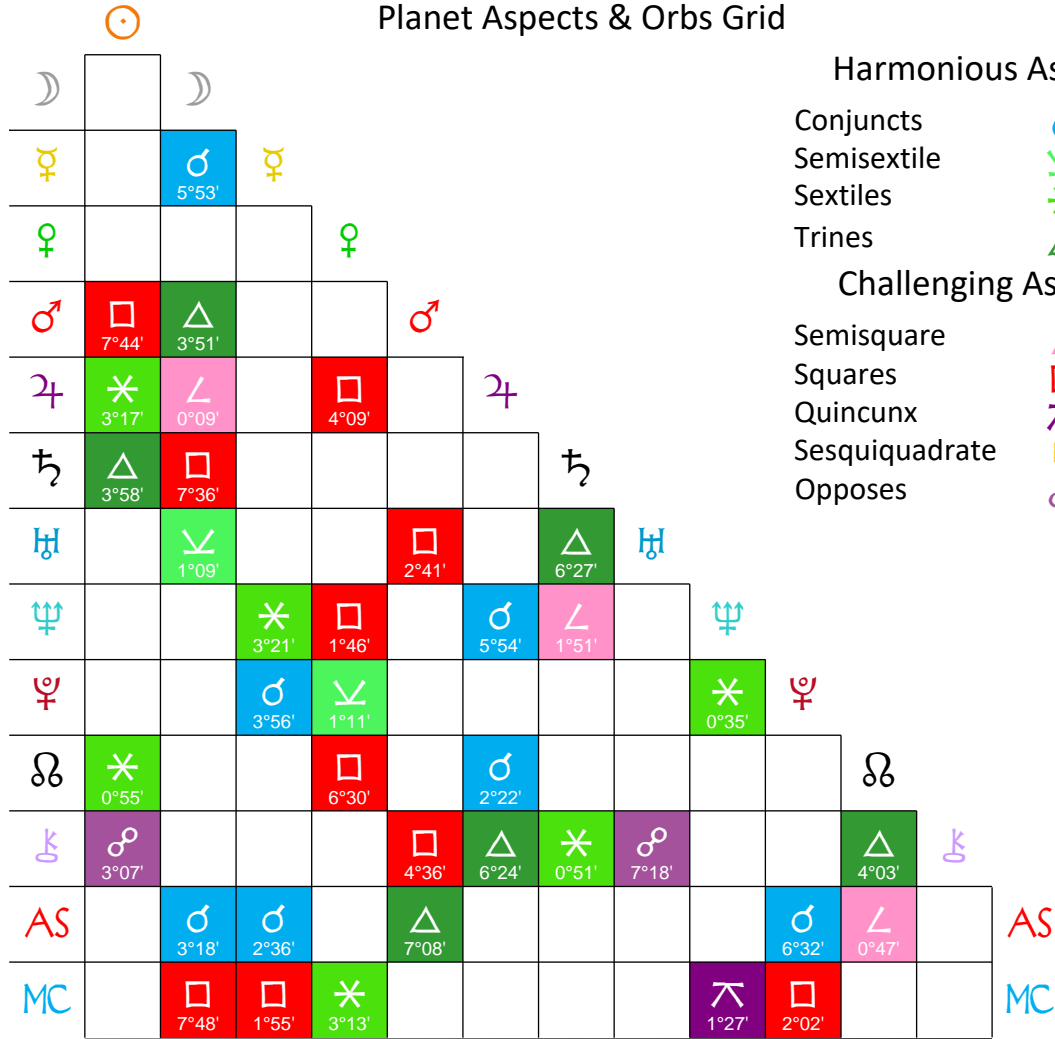 Planet Aspects & Orbs Grid
Harmonious As
Conjuncts
Semisextile
Sextiles
Trines
Challenging As
Semisquare
Squares
Quincunx
Sesquiquadrate
Opposes
☉
☽ ☽
☿ ☌ 5°53' ☿
♀ ♀
♂ □ 7°44' △ 3°51' ♂
♃ ⚹ 3°17' ∠ 0°09' □ 4°09' ♃
♄ △ 3°58' □ 7°36' ♄
♅ ⚺ 1°09' □ 2°41' △ 6°27' ♅
♆ ⚹ 3°21' □ 1°46' ☌ 5°54' ∠ 1°51' ♆
♇ ☌ 3°56' ⚺ 1°11' ⚹ 0°35' ♇
☊ ⚹ 0°55' □ 6°30' ☌ 2°22' ☊
⚷ ☍ 3°07' □ 4°36' △ 6°24' ⚹ 0°51' ☍ 7°18' △ 4°03' ⚷
AS ☌ 3°18' ☌ 2°36' △ 7°08' ☌ 6°32' ∠ 0°47' AS
MC □ 7°48' □ 1°55' ⚹ 3°13' ⚻ 1°27' □ 2°02' MC